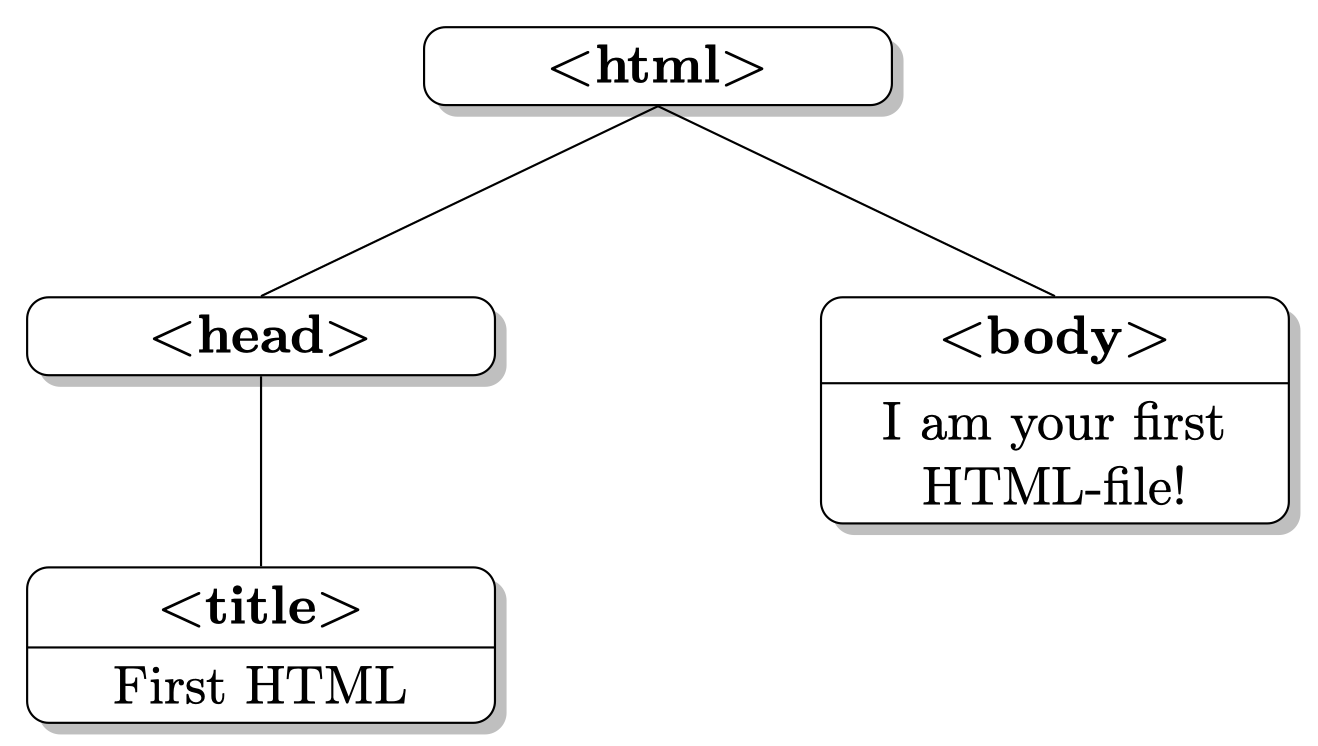 <html>
<head>
<body>
I am your first
HTML-file!
<title>
First HTML